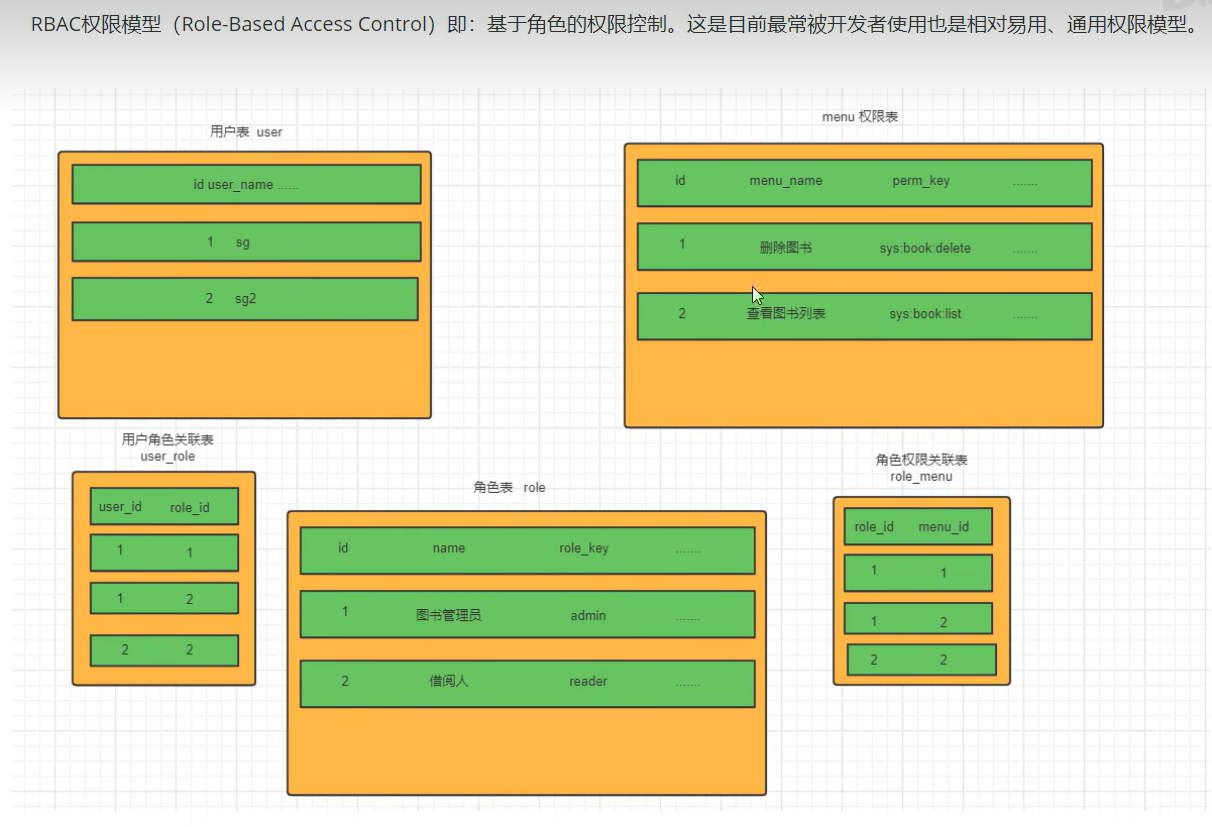 RBAC权限模型（Role-Based Access Control）即：基于角色的权限控制。这是目前最常被开发者使用也是相对易用、通用权限模型。
用户表 user
id user_name ......
1 sg
2 sg2
menu 权限表
id menu_name perm_key .......
1 删除图书 sys:book:delete .......
2 查看图书列表 sys:book:list .......
用户角色关联表
user_role
user_id role_id
1 1
1 2
2 2
角色表 role
id name role_key .......
1 图书管理员 admin .......
2 借阅人 reader .......
角色权限关联表
role_menu
role_id menu_id
1 1
1 2
2 2